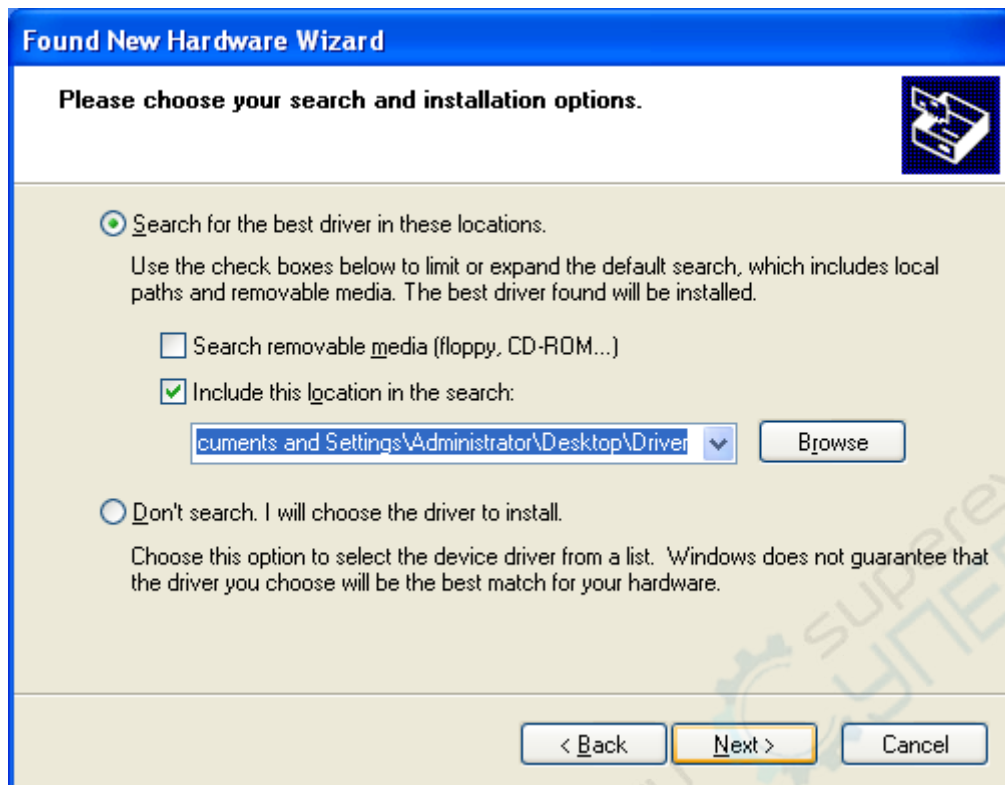 Found New Hardware Wizard
Please choose your search and installation options.
Search for the best driver in these locations.
Use the check boxes below to limit or expand the default search, which includes local
paths and removable media. The best driver found will be installed.
Search removable media (floppy, CD-ROM...)
Include this location in the search:
cuments and Settings\Administrator\Desktop\Driver
Browse
Don't search. I will choose the driver to install.
Choose this option to select the device driver from a list. Windows does not guarantee that
the driver you choose will be the best match for your hardware.
< Back
Next >
Cancel